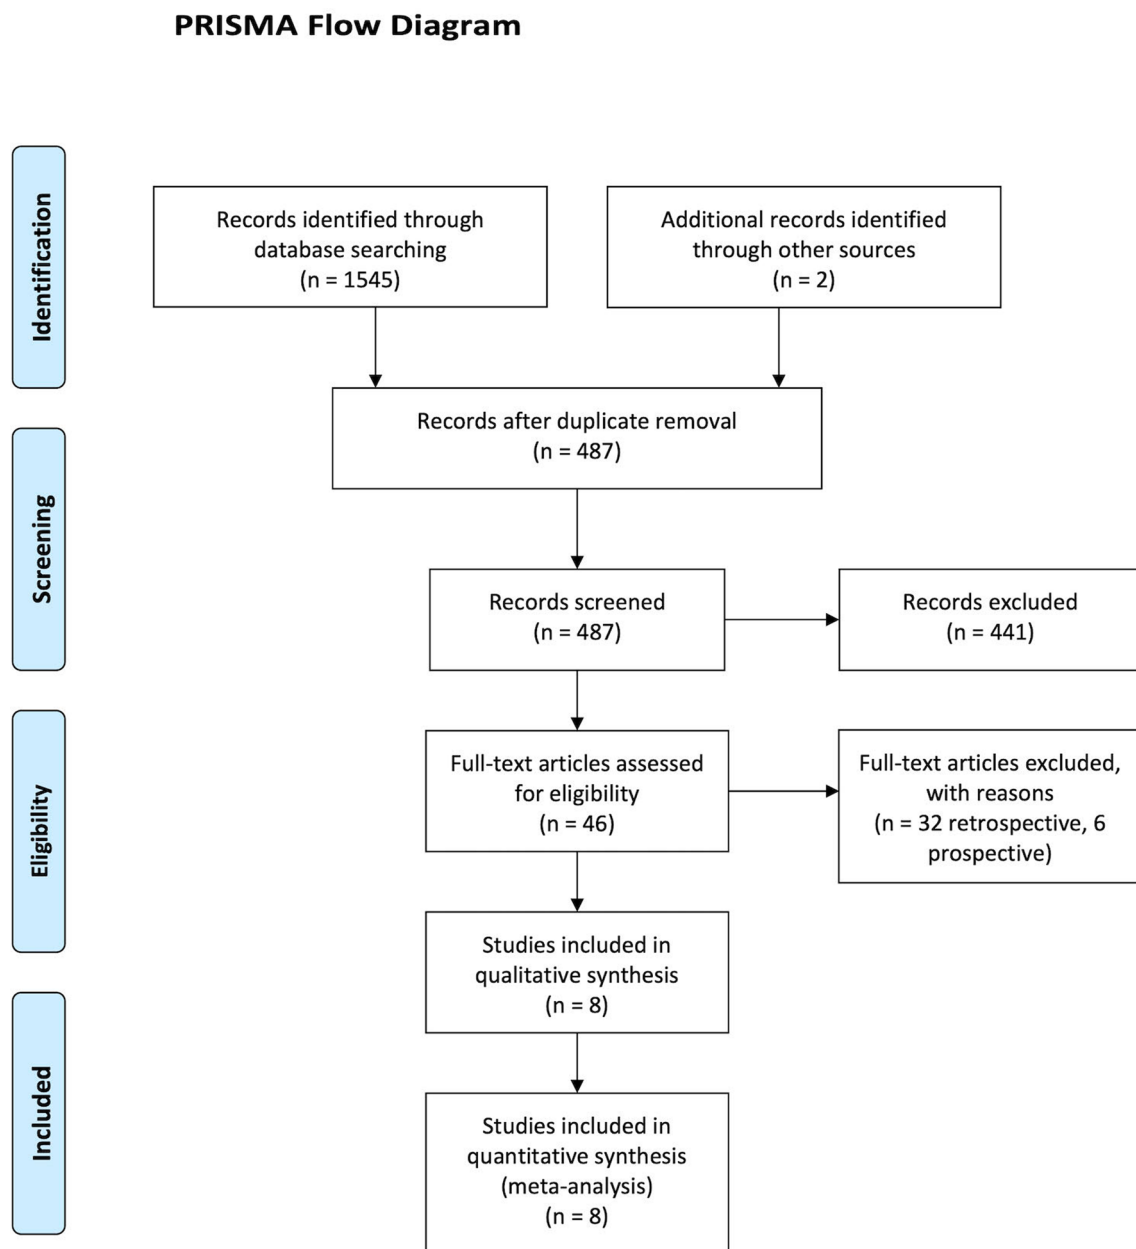 PRISMA Flow Diagram
Identification
Records identified through
database searching
(n = 1545)
Additional records identified
through other sources
(n = 2)
Records after duplicate removal
(n = 487)
Screening
Records screened
(n = 487)
Records excluded
(n = 441)
Eligibility
Full-text articles assessed
for eligibility
(n = 46)
Full-text articles excluded,
with reasons
(n = 32 retrospective, 6
prospective)
Studies included in
qualitative synthesis
(n = 8)
Included
Studies included in
quantitative synthesis
(meta-analysis)
(n = 8)